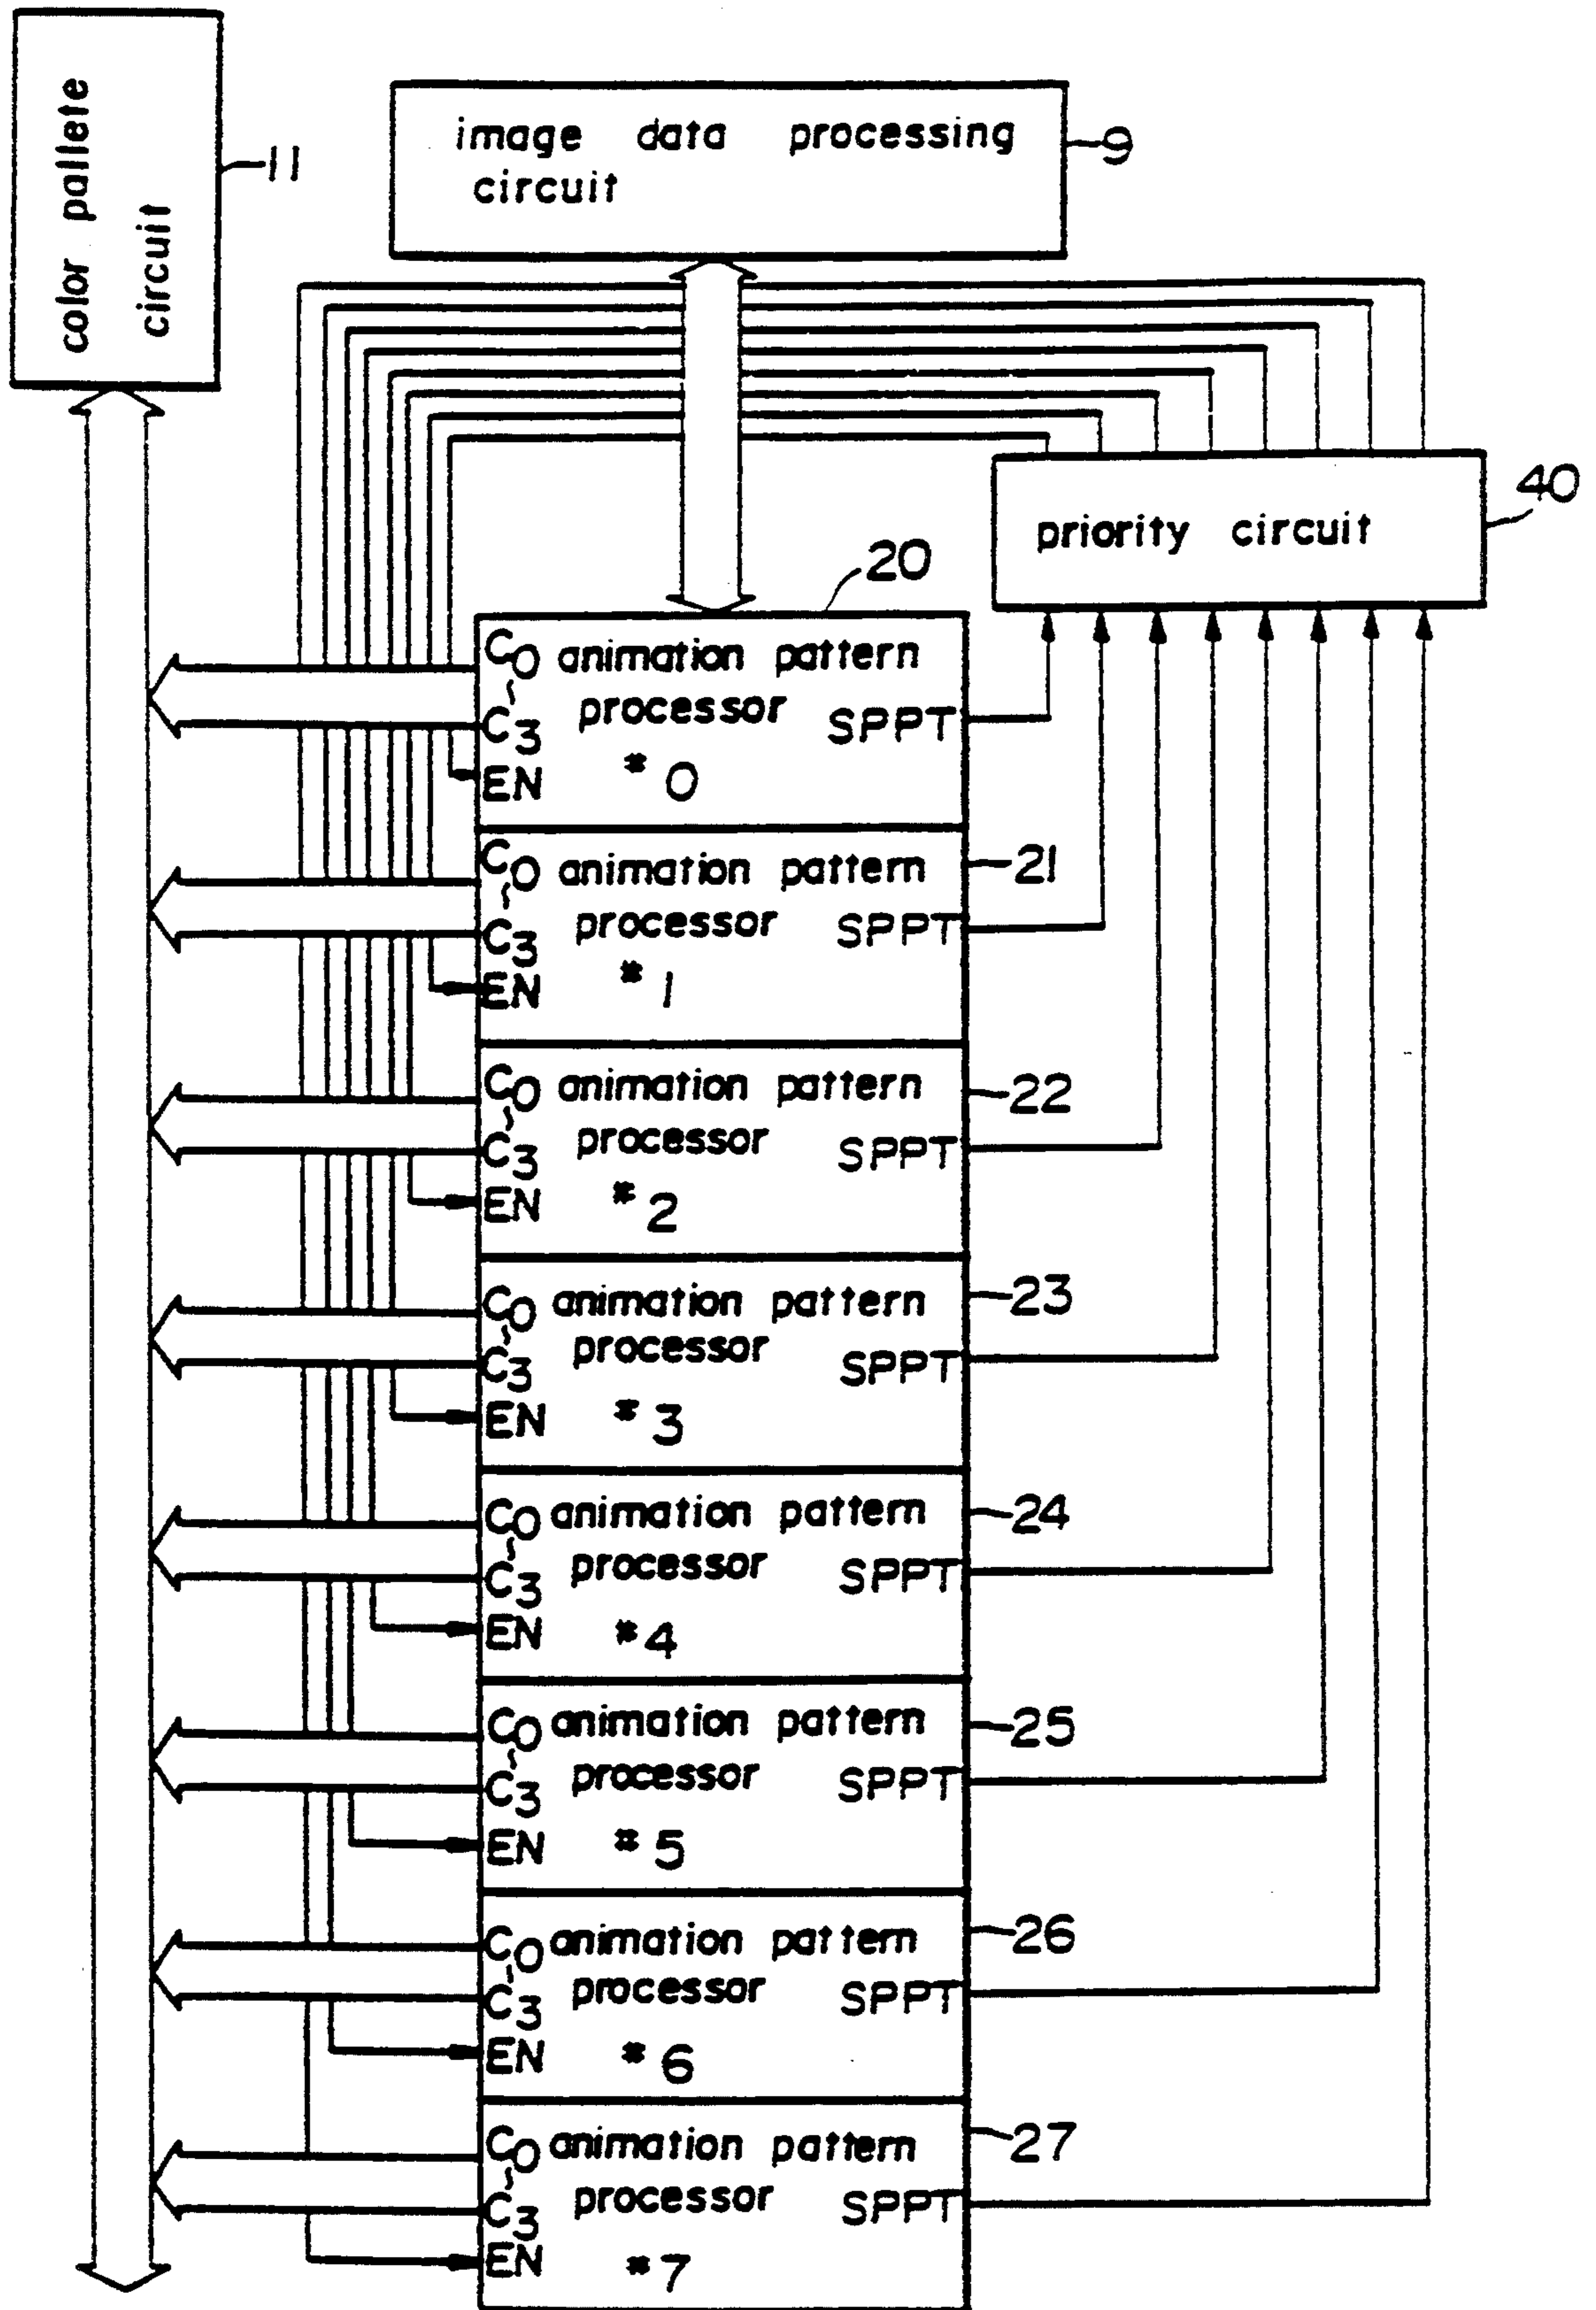 color pallete
circuit
11
image data processing
circuit
9
priority circuit
40
20
C0 animation pattern
~
processor
C3 SPPT
EN *0
C0 animation pattern
21
~
processor
C3 SPPT
EN *1
C0 animation pattern
22
~
processor
C3 SPPT
EN *2
C0 animation pattern
23
~
processor
C3 SPPT
EN *3
C0 animation pattern
24
~
processor
C3 SPPT
EN *4
C0 animation pattern
25
~
processor
C3 SPPT
EN *5
C0 animation pattern
26
~
processor
C3 SPPT
EN *6
C0 animation pattern
27
~
processor
C3 SPPT
EN *7